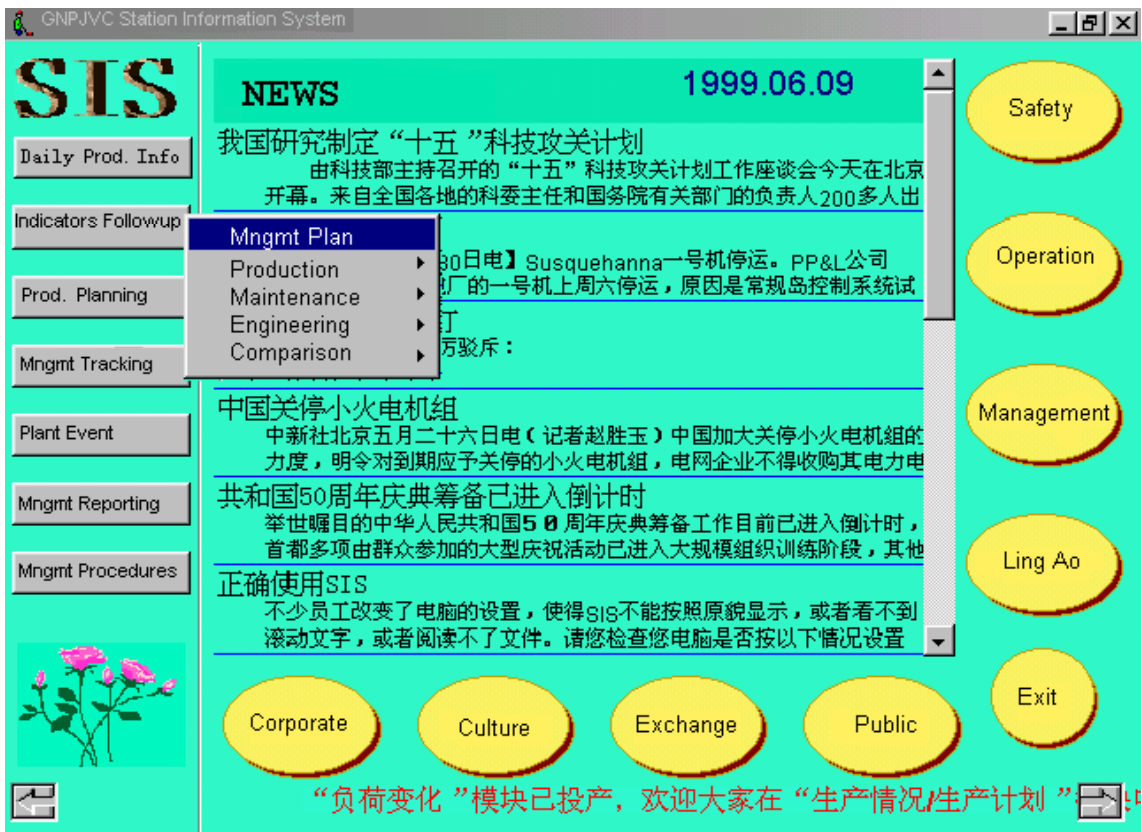 GNPJVC Station Information System
SIS
Daily Prod. Info
Indicators Followup
Prod. Planning
Mngmt Tracking
Plant Event
Mngmt Reporting
Mngmt Procedures
Mngmt Plan
Production
Maintenance
Engineering
Comparison
NEWS 1999.06.09
我国研究制定“十五”科技攻关计划
由科技部主持召开的“十五”科技攻关计划工作座谈会今天在北京
开幕。来自全国各地的科委主任和国务院有关部门的负责人200多人出
30日电】Susquehanna一号机停运。PP&L公司
厂的一号机上周六停运，原因是常规岛控制系统试
厉驳斥：
中国关停小火电机组
中新社北京五月二十六日电(记者赵胜玉)中国加大关停小火电机组的
力度，明令对到期应予关停的小火电机组，电网企业不得收购其电力电
共和国50周年庆典筹备已进入倒计时
举世瞩目的中华人民共和国50周年庆典筹备工作目前已进入倒计时，
首都多项由群众参加的大型庆祝活动已进入大规模组织训练阶段，其他
正确使用SIS
不少员工改变了电脑的设置，使得SIS不能按照原貌显示，或者看不到
滚动文字，或者阅读不了文件。请您检查您电脑是否按以下情况设置
Safety
Operation
Management
Ling Ao
Exit
Corporate
Culture
Exchange
Public
“负荷变化”模块已投产，欢迎大家在“生产情况/生产计划”